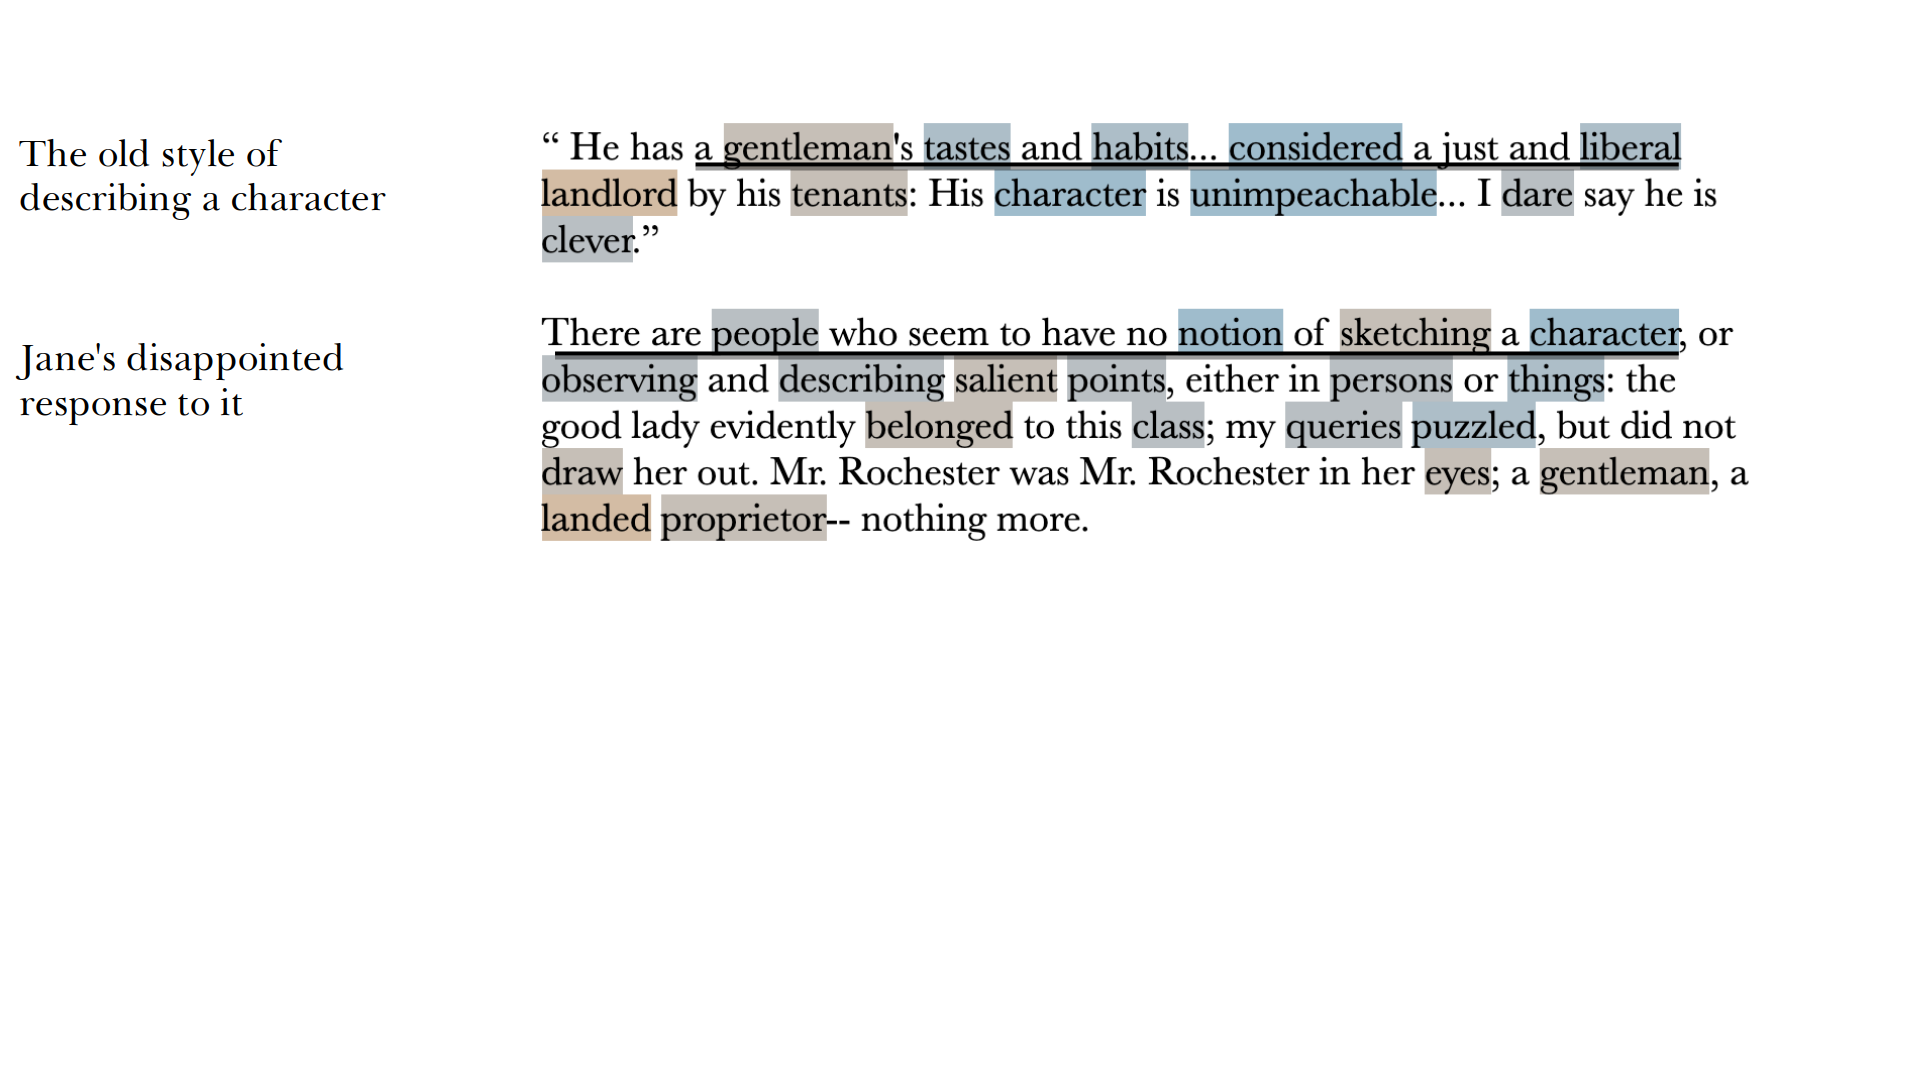 The old style of
describing a character
“ He has a gentleman's tastes and habits... considered a just and liberal
landlord by his tenants: His character is unimpeachable... I dare say he is
clever.”
Jane's disappointed
response to it
There are people who seem to have no notion of sketching a character, or
observing and describing salient points, either in persons or things: the
good lady evidently belonged to this class; my queries puzzled, but did not
draw her out. Mr. Rochester was Mr. Rochester in her eyes; a gentleman, a
landed proprietor-- nothing more.